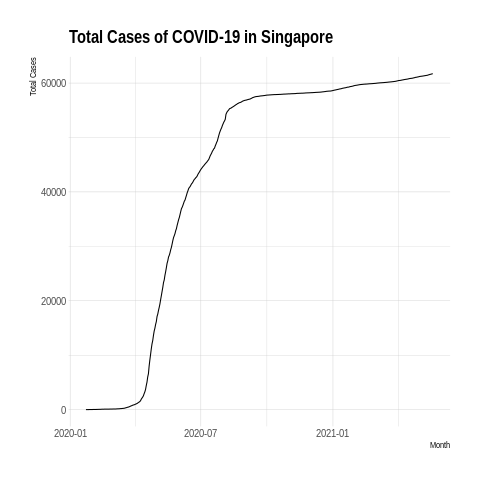 Total Cases of COVID-19 in Singapore
Total Cases
60000
40000
20000
0
2020-01 2020-07 2021-01
Month